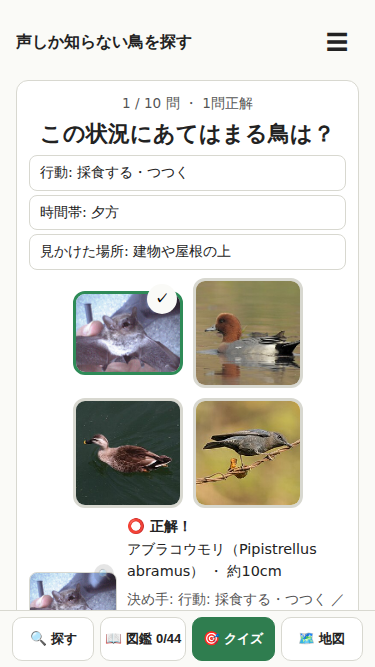 声しか知らない鳥を探す
☰
1 / 10 問 ・ 1問正解
この状況にあてはまる鳥は？
行動: 採食する・つつく
時間帯: 夕方
見かけた場所: 建物や屋根の上
✓
⭕ 正解！
アブラコウモリ（Pipistrellus
abramus） ・ 約10cm
決め手: 行動: 採食する・つつく ／
🔍 探す
📖 図鑑 0/44
🎯 クイズ
🗺️ 地図